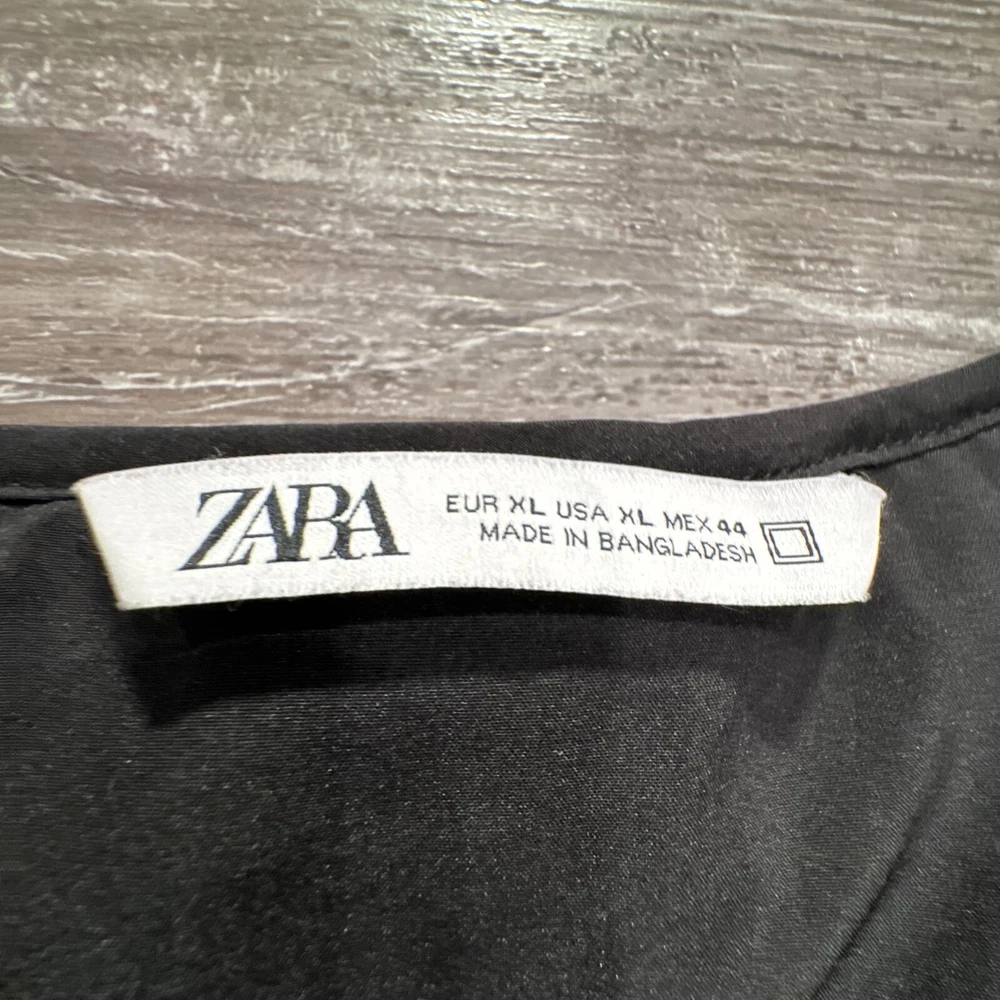 ZARA
EUR XL USA XL MEX 44
MADE IN BANGLADESH